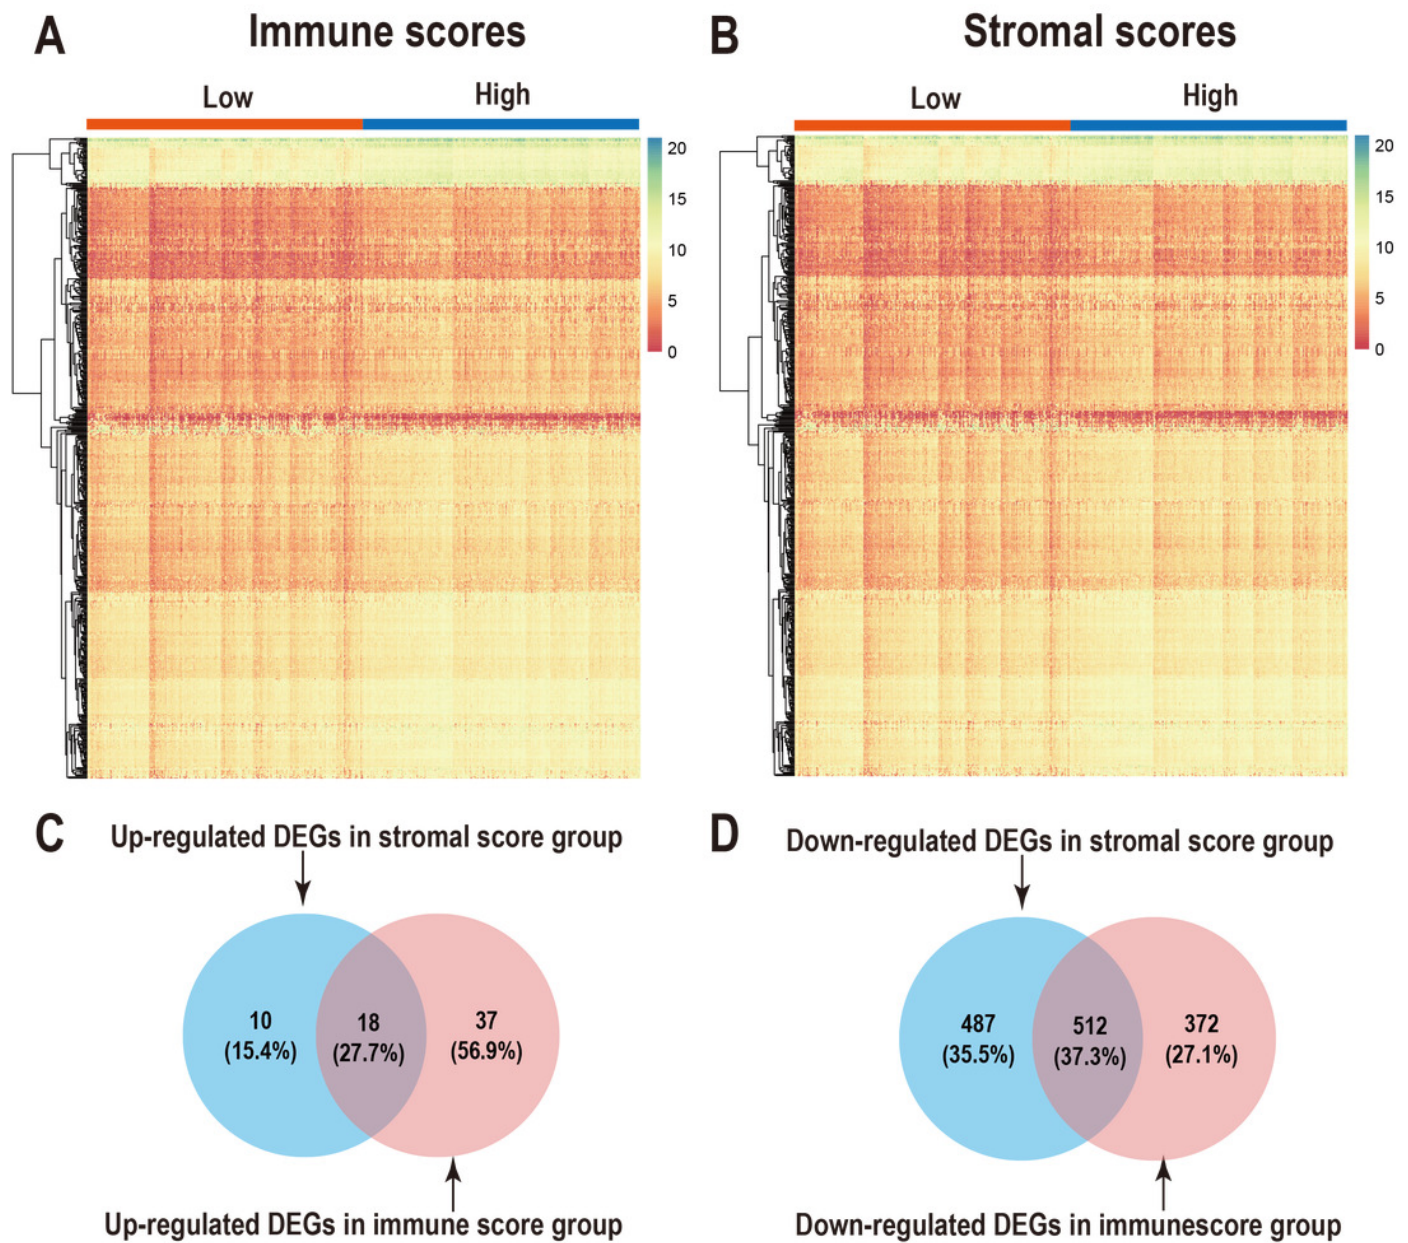 A
Immune scores
Low
High
20
15
10
5
0
B
Stromal scores
Low
High
20
15
10
5
0
C
Up-regulated DEGs in stromal score group
10
(15.4%)
18
(27.7%)
37
(56.9%)
Up-regulated DEGs in immune score group
D
Down-regulated DEGs in stromal score group
487
(35.5%)
512
(37.3%)
372
(27.1%)
Down-regulated DEGs in immunescore group